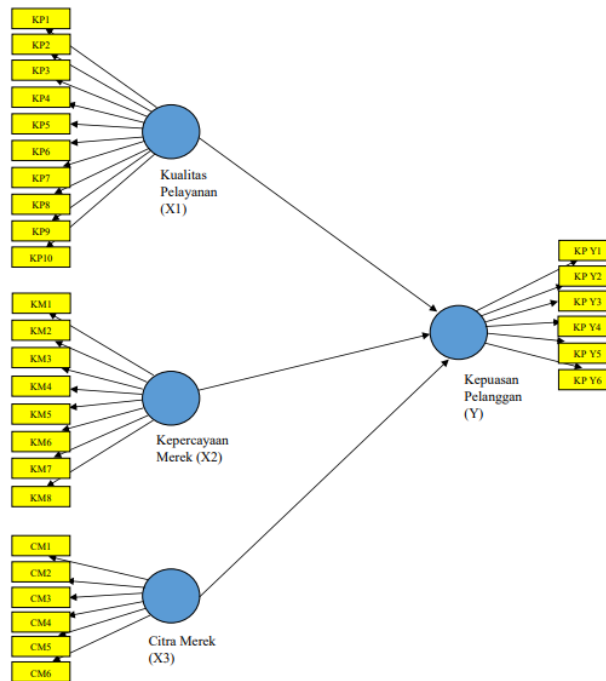 KP1
KP2
KP3
KP4
KP5
KP6
KP7
KP8
KP9
KP10
Kualitas
Pelayanan
(X1)
KM1
KM2
KM3
KM4
KM5
KM6
KM7
KM8
Kepercayaan
Merek (X2)
CM1
CM2
CM3
CM4
CM5
CM6
Citra Merek
(X3)
KP Y1
KP Y2
KP Y3
KP Y4
KP Y5
KP Y6
Kepuasan
Pelanggan
(Y)